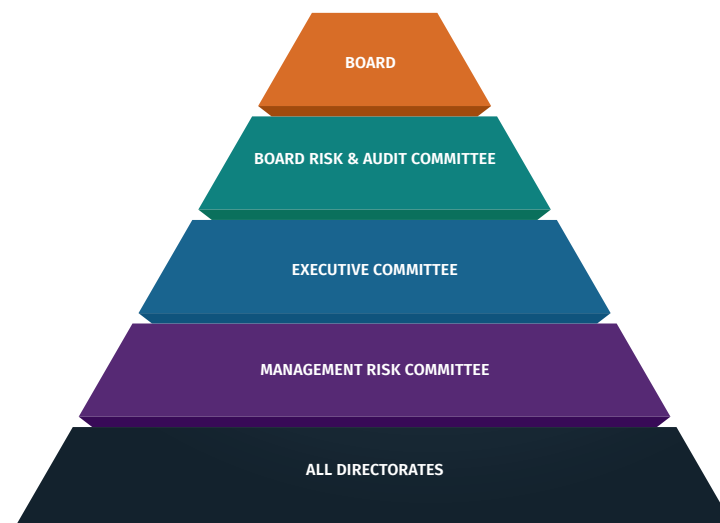 BOARD
BOARD RISK & AUDIT COMMITTEE
EXECUTIVE COMMITTEE
MANAGEMENT RISK COMMITTEE
ALL DIRECTORATES